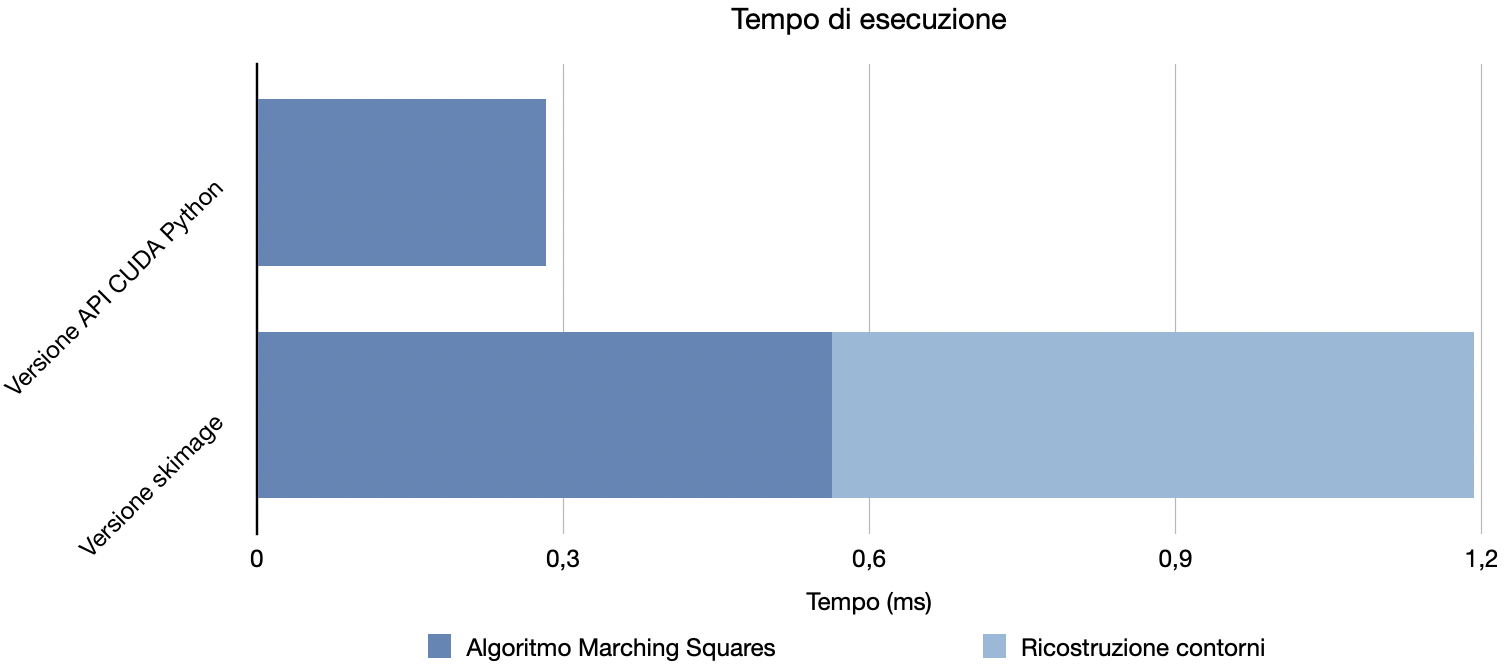 Tempo di esecuzione
Versione API CUDA Python
Versione skimage
0 0,3 0,6 0,9 1,2
Tempo (ms)
Algoritmo Marching Squares Ricostruzione contorni